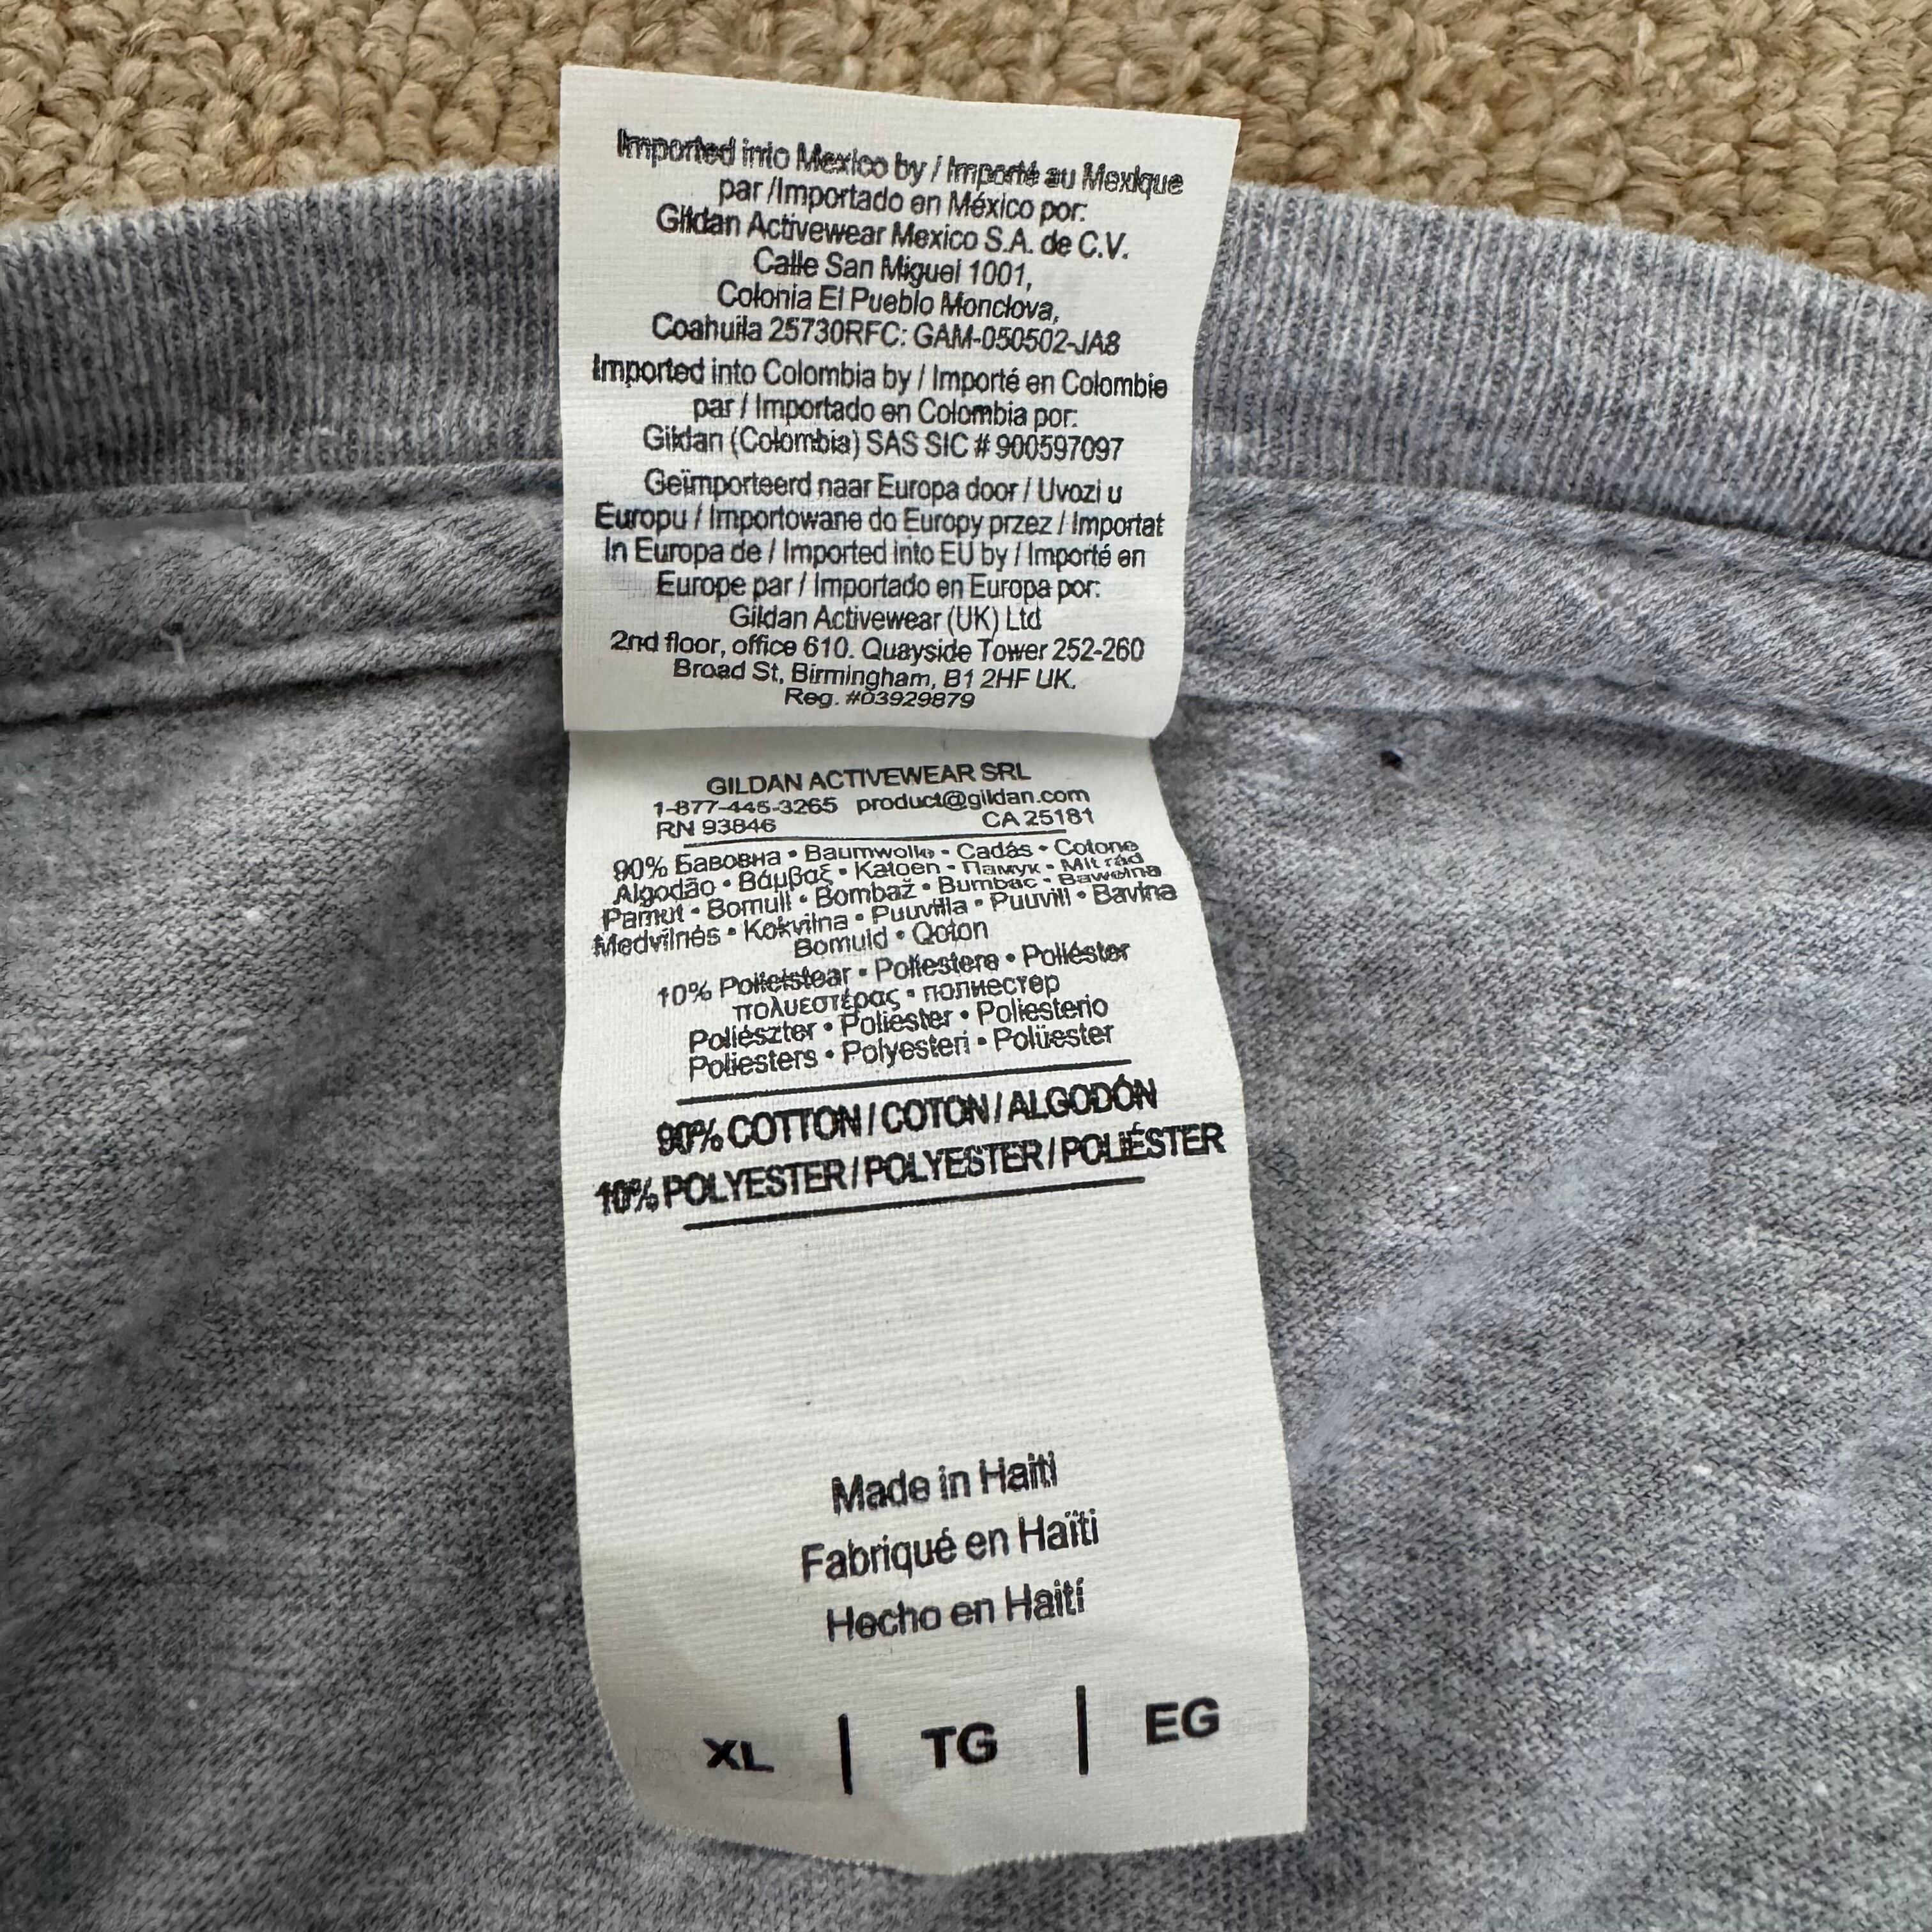 Imported into Mexico by / Importé au Mexique
par /Importado en México por:
Gildan Activewear Mexico S.A. de C.V.
Calle San Miguel 1001,
Colonia El Pueblo Monclova,
Coahuila 25730RFC: GAM-050502-JA8
Imported into Colombia by / Importé en Colombie
par / Importado en Colombia por:
Gildan (Colombia) SAS SIC # 900597097
Geïmporteerd naar Europa door / Uvozi u
Europu / Importowane do Europy przez / Importat
in Europa de / Imported into EU by / Importé en
Europe par / Importado en Europa por:
Gildan Activewear (UK) Ltd
2nd floor, office 610. Quayside Tower 252-260
Broad St, Birmingham, B1 2HF UK.
Reg. #03929879
GILDAN ACTIVEWEAR SRL
1-877-445-3265 product@gildan.com
RN 93846 CA 25181
90% Бавовна • Baumwolle • Cadás • Cotone
Algodão • Βάμβαξ • Katoen • Памук • Mit rád
Pamut • Bomull • Bombaž • Bumbac • Bawełna
Medvilnės • Kokvilna • Puuvilla • Puuvill • Bavlna
Bomuld • Qoton
10% Polieistear • Poliestere • Poliéster
πολυεστέρας • полиестер
Poliészter • Poliester • Poliesterio
Poliesters • Polyesteri • Polüester
90% COTTON / COTON / ALGODÓN
10% POLYESTER / POLYESTER / POLIÉSTER
Made in Haiti
Fabriqué en Haïti
Hecho en Haití
XL | TG | EG